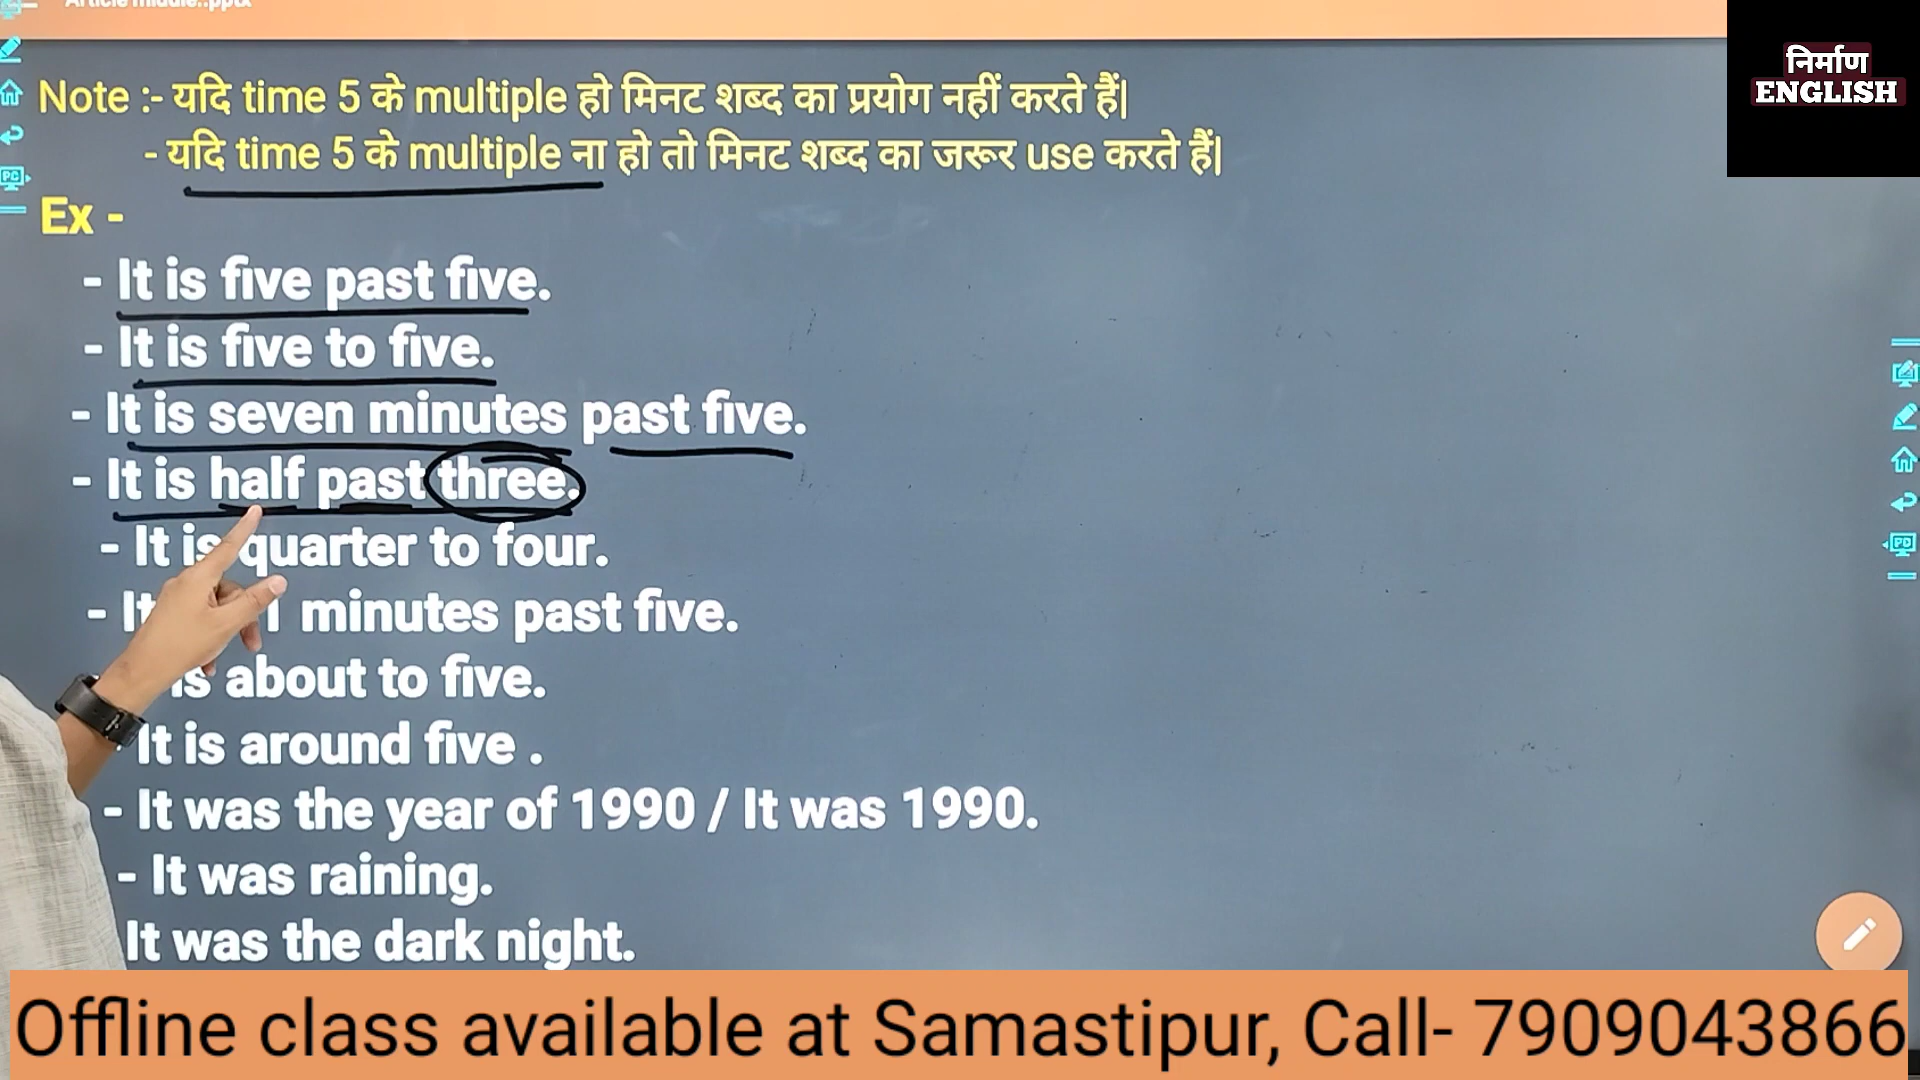 Article middle..pptx
निर्माण
ENGLISH
Note :- यदि time 5 के multiple हो मिनट शब्द का प्रयोग नहीं करते हैं|
- यदि time 5 के multiple ना हो तो मिनट शब्द का जरूर use करते हैं|
Ex -
- It is five past five.
- It is five to five.
- It is seven minutes past five.
- It is half past three.
- It is quarter to four.
- It minutes past five.
is about to five.
It is around five .
- It was the year of 1990 / It was 1990.
- It was raining.
It was the dark night.
Offline class available at Samastipur, Call- 7909043866